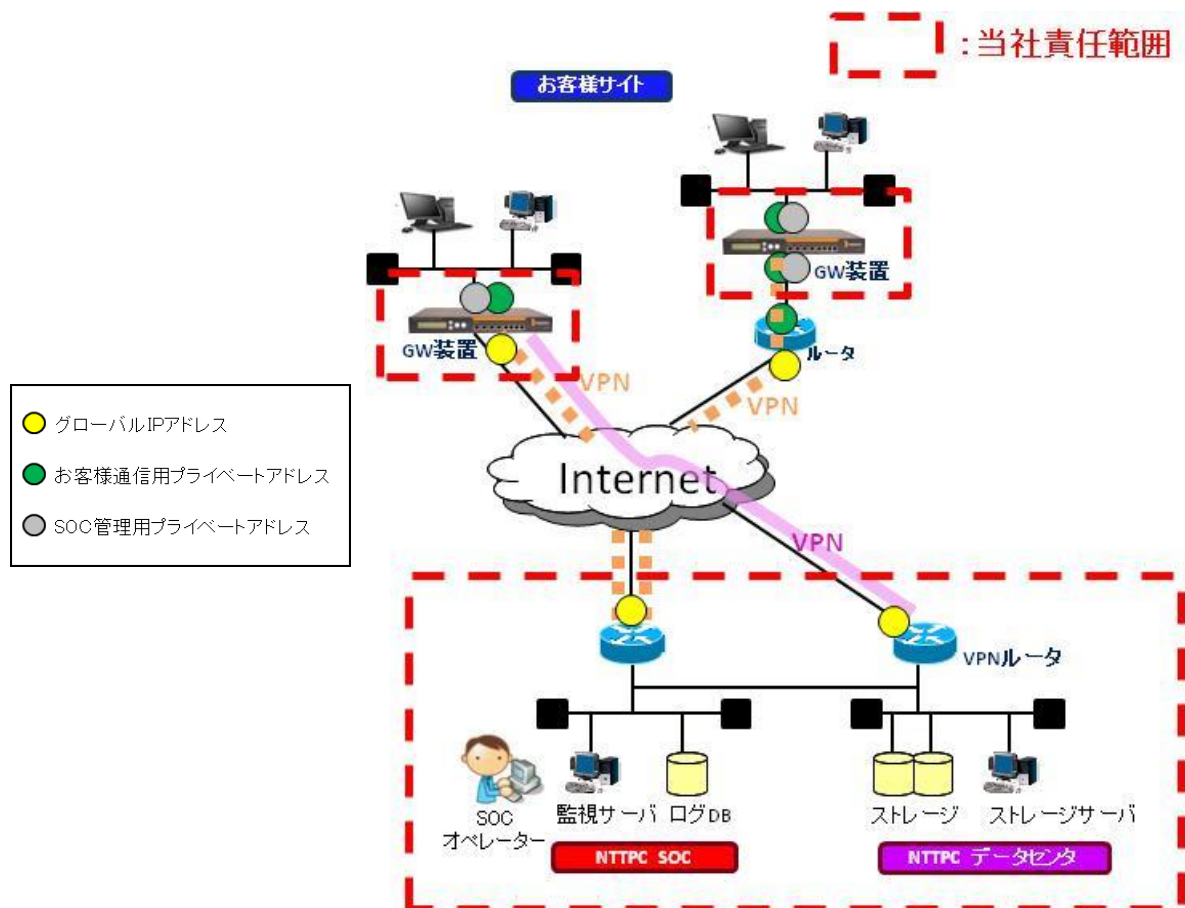 ：当社責任範囲
お客様サイト
GW装置
GW装置
ルータ
VPN
VPN
グローバルIPアドレス
お客様通信用プライベートアドレス
SOC管理用プライベートアドレス
Internet
VPN
VPNルータ
SOC
オペレーター
監視サーバ
ログDB
ストレージ
ストレージサーバ
NTTPC SOC
NTTPC データセンタ